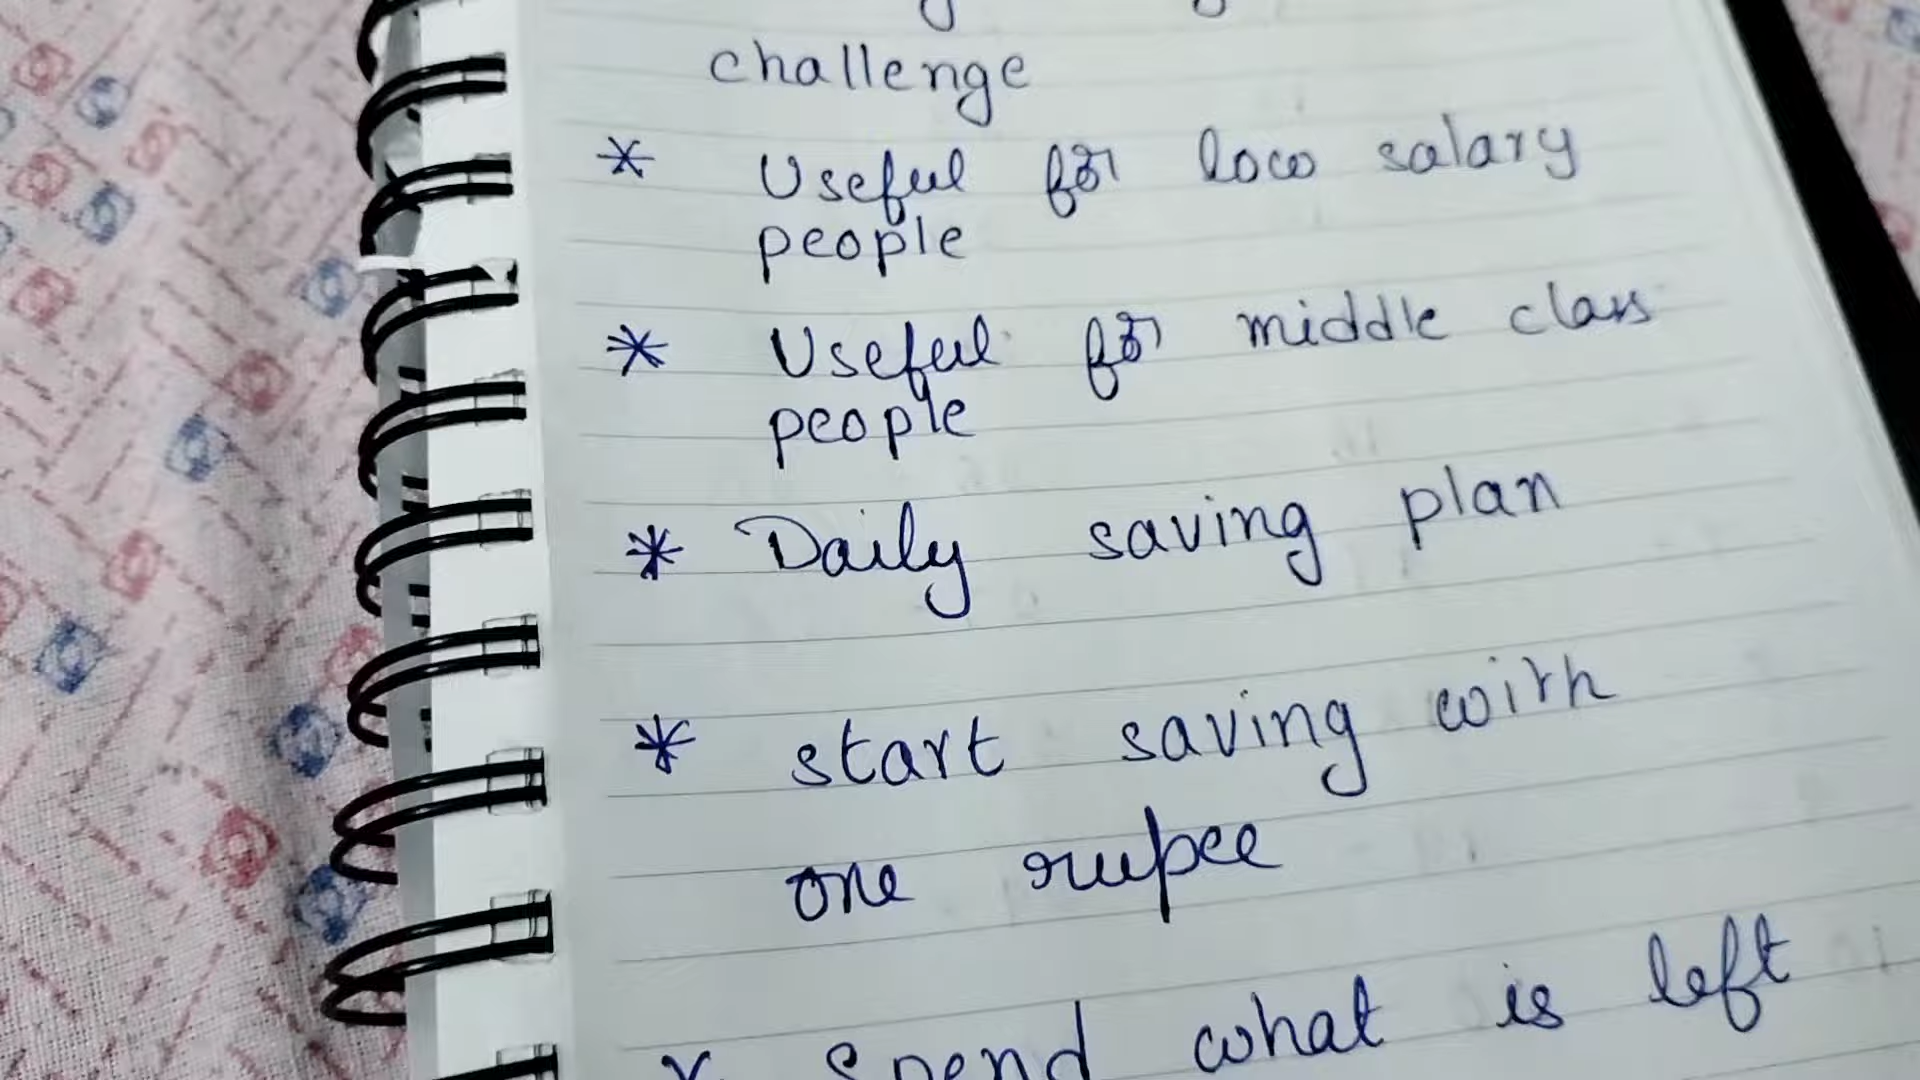 challenge
* Useful for low salary
people
* Useful for middle class
people
* Daily saving plan
* start saving with
one rupee
* spend what is left